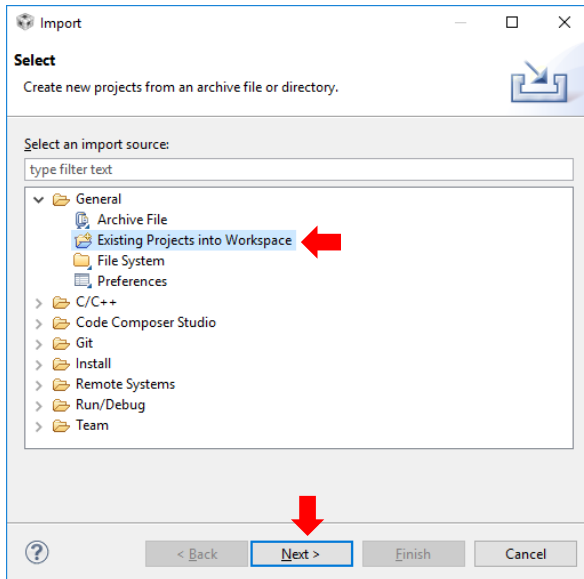 Import
Select
Create new projects from an archive file or directory.
Select an import source:
type filter text
General
Archive File
Existing Projects into Workspace
File System
Preferences
C/C++
Code Composer Studio
Git
Install
Remote Systems
Run/Debug
Team
? < Back Next > Finish Cancel